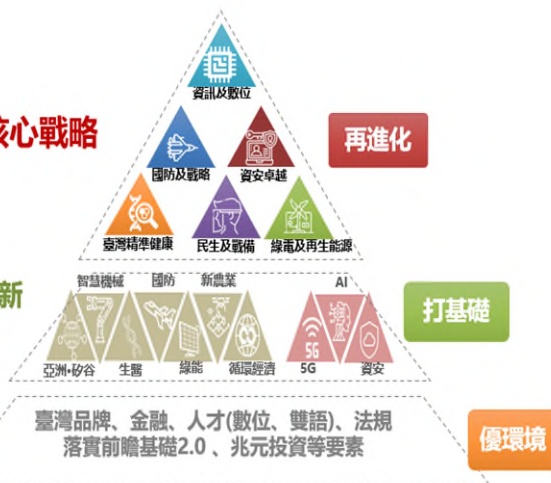 資訊及數位
核心戰略
國防及戰略 資安卓越
再進化
臺灣精準健康 民生及戰備 綠電及再生能源
智慧機械 國防 新農業 AI
新
5G
打基礎
亞洲•矽谷 生醫 綠能 循環經濟 5G 資安
臺灣品牌、金融、人才(數位、雙語)、法規
落實前瞻基礎2.0 、兆元投資等要素
優環境